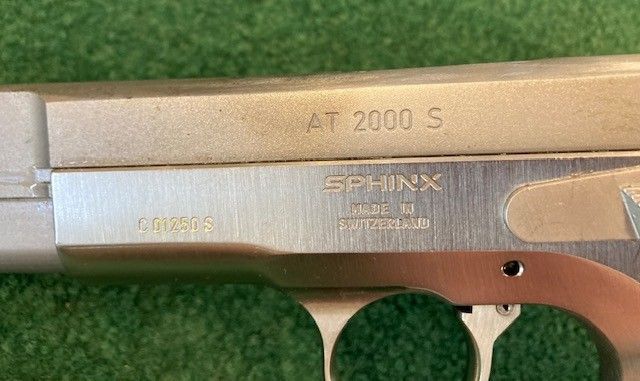 AT 2000 S
SPHINX
MADE IN
SWITZERLAND
C 01250 S